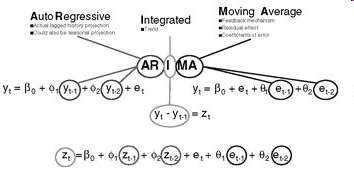 AutoRegressive
■Actual lagged history projection
■Could also be seasonal projection
Integrated
■Trend
Moving Average
■Feedback mechanism
■Residual effect
■Coefficients of error
AR I MA
yt = β0 + ϕ1 yt-1 + ϕ2 yt-2 + et
yt = β0 + et + θ1 et-1 + θ2 et-2
yt - yt-1 = zt
zt = β0 + ϕ1 zt-1 + ϕ2 zt-2 + et + θ1 et-1 + θ2 et-2